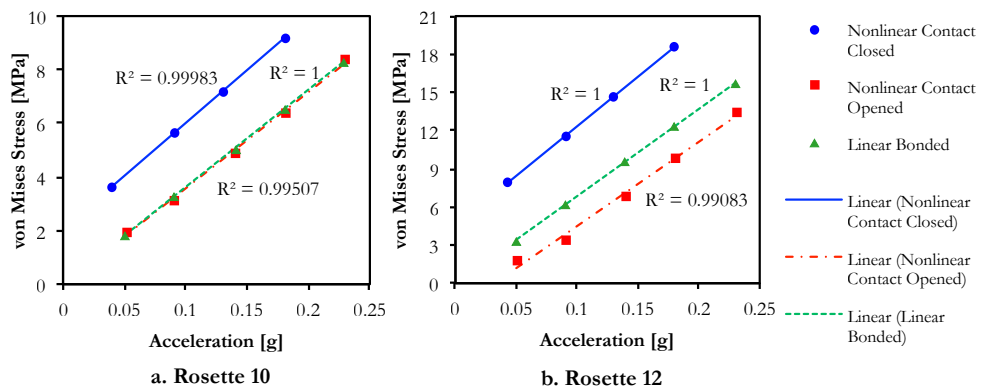 von Mises Stress [MPa]
10
8
6
4
2
0
R² = 0.99983
R² = 1
R² = 0.99507
0
0.05
0.1
0.15
0.2
0.25
Acceleration [g]
a. Rosette 10
von Mises Stress [MPa]
21
18
15
12
9
6
3
0
R² = 1
R² = 1
R² = 0.99083
0
0.05
0.1
0.15
0.2
0.25
Acceleration [g]
b. Rosette 12
Nonlinear Contact
Closed
Nonlinear Contact
Opened
Linear Bonded
Linear (Nonlinear
Contact Closed)
Linear (Nonlinear
Contact Opened)
Linear (Linear
Bonded)